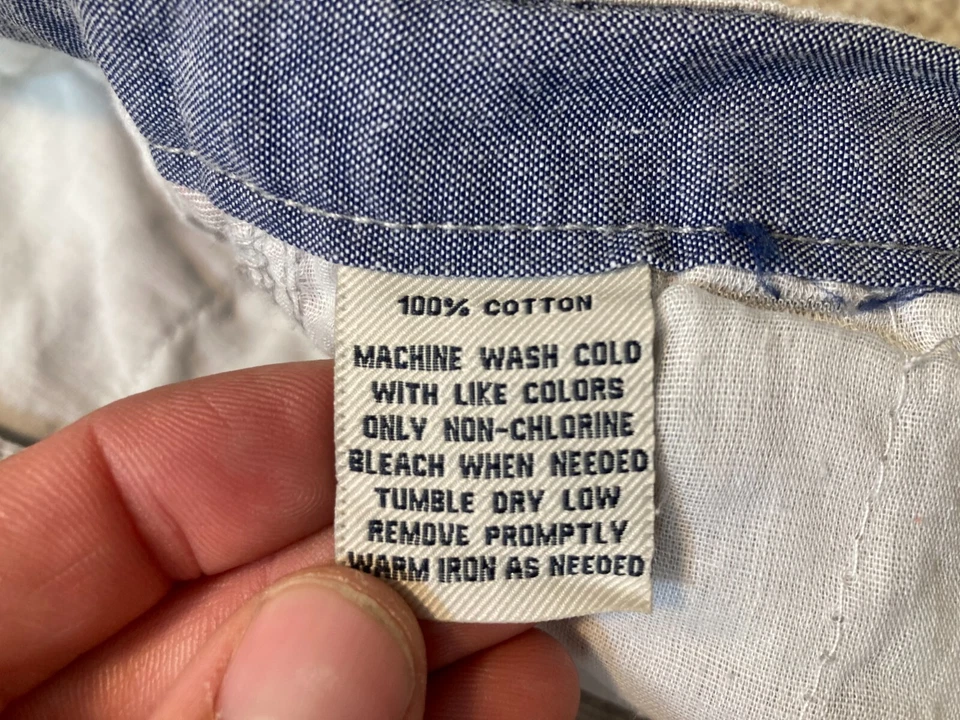 100% COTTON
MACHINE WASH COLD
WITH LIKE COLORS
ONLY NON-CHLORINE
BLEACH WHEN NEEDED
TUMBLE DRY LOW
REMOVE PROMPTLY
WARM IRON AS NEEDED